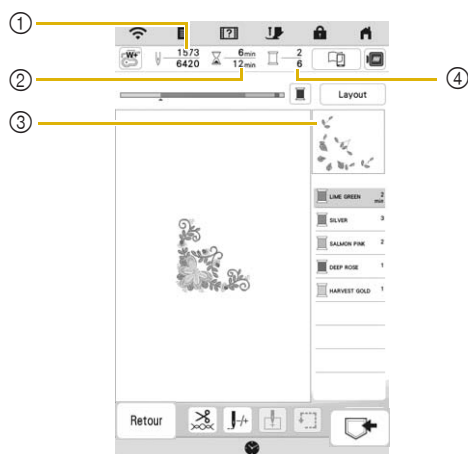 ①
1573
6420
6min
12min
2
6
②
④
W+
Layout
③
LIME GREEN 2 min
SILVER 3
SALMON PINK 2
DEEP ROSE 1
HARVEST GOLD 1
Retour
-/+